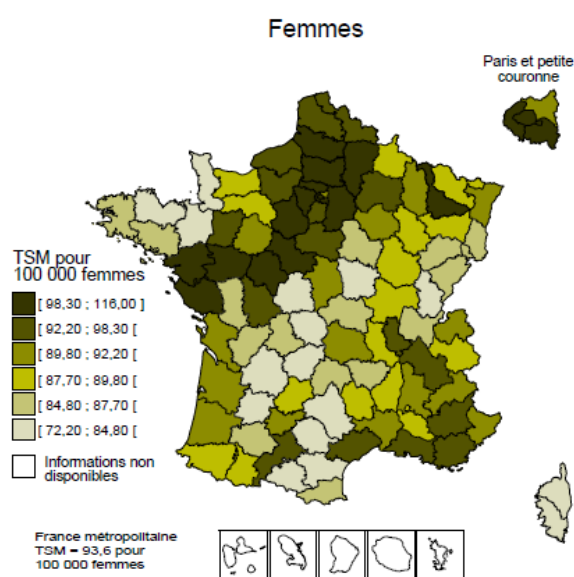 Femmes
Paris et petite
couronne
TSM pour
100 000 femmes
[ 98,30 ; 116,00 ]
[ 92,20 ; 98,30 [
[ 89,80 ; 92,20 [
[ 87,70 ; 89,80 [
[ 84,80 ; 87,70 [
[ 72,20 ; 84,80 [
Informations non
disponibles
France métropolitaine
TSM = 93,6 pour
100 000 femmes